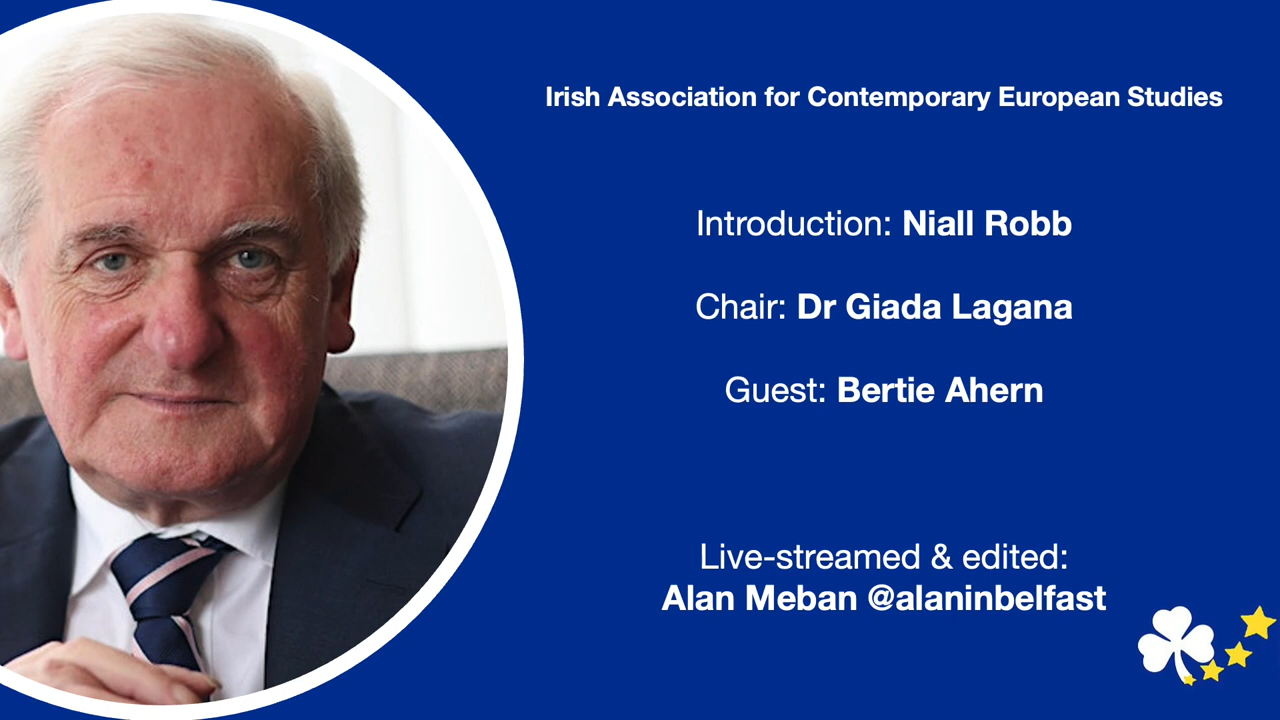 Irish Association for Contemporary European Studies
Introduction: Niall Robb
Chair: Dr Giada Lagana
Guest: Bertie Ahern
Live-streamed & edited:
Alan Meban @alaninbelfast